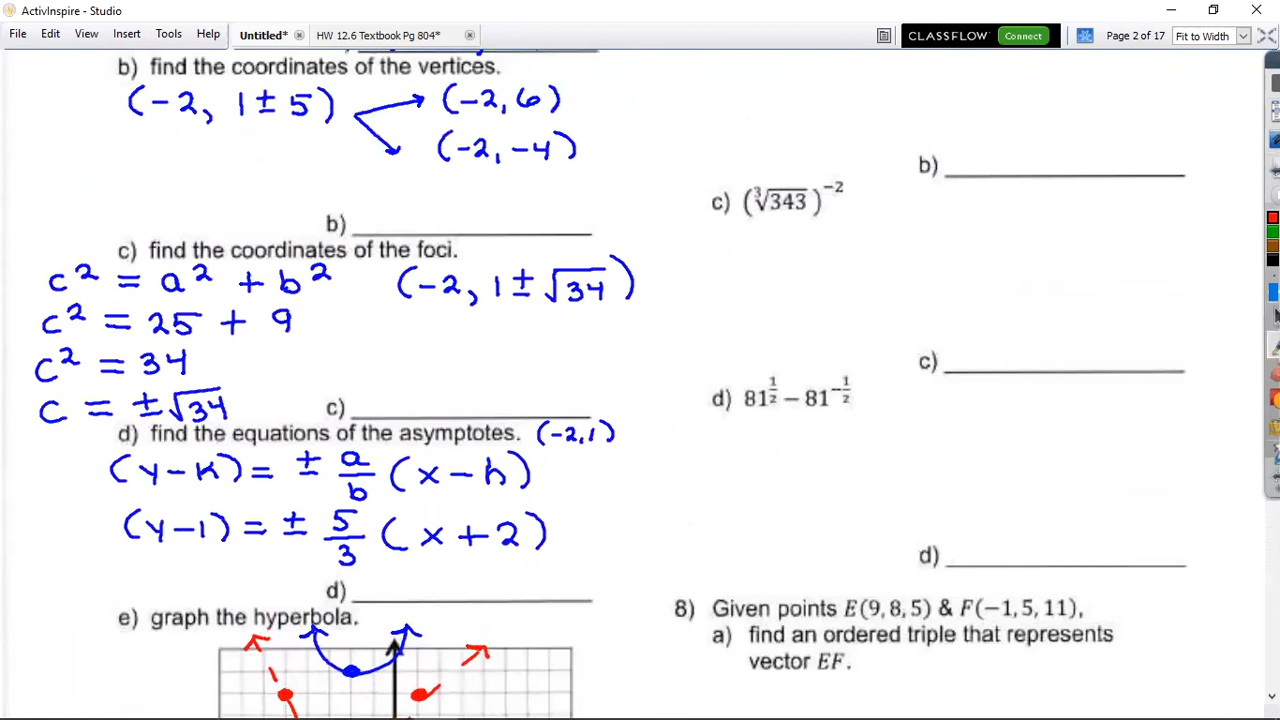 ActivInspire - Studio
File Edit View Insert Tools Help Untitled* HW 12.6 Textbook Pg 804* CLASSFLOW Connect Page 2 of 17 Fit to Width
b) find the coordinates of the vertices.
(-2, 1 ± 5) (-2, 6)
(-2, -4)
b)
c) find the coordinates of the foci.
c² = a² + b² (-2, 1 ± √34)
c² = 25 + 9
c² = 34
c = ±√34
c)
d) find the equations of the asymptotes. (-2, 1)
(y - k) = ± a/b (x - h)
(y - 1) = ± 5/3 (x + 2)
d)
e) graph the hyperbola.
b)
c) (∛343)⁻²
c)
d) 81^(1/2) − 81^(−1/2)
d)
8) Given points E(9, 8, 5) & F(−1, 5, 11),
a) find an ordered triple that represents
vector EF.